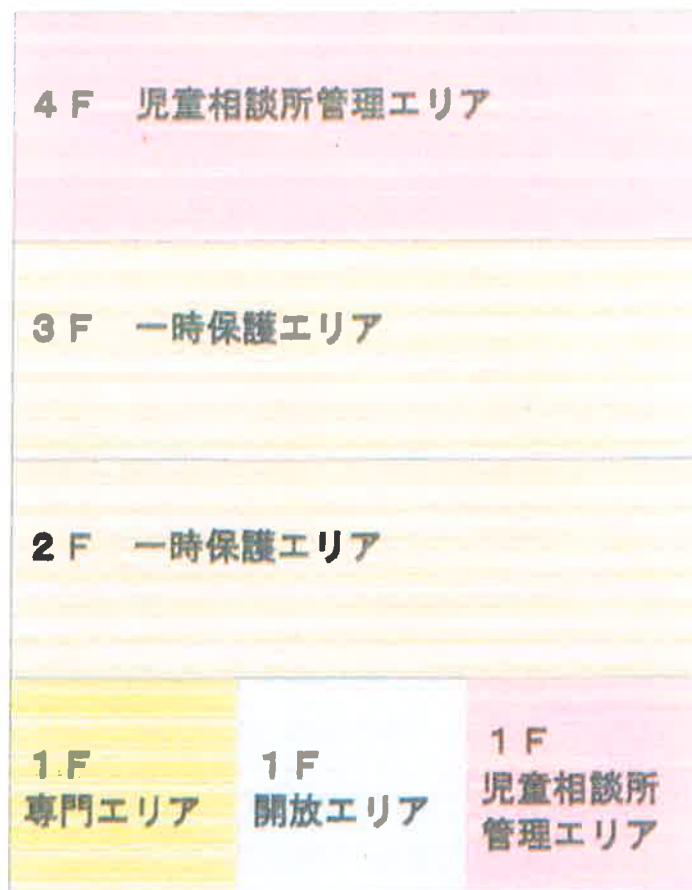 4F 児童相談所管理エリア
3F 一時保護エリア
2F 一時保護エリア
1F
専門エリア
1F
開放エリア
1F
児童相談所
管理エリア